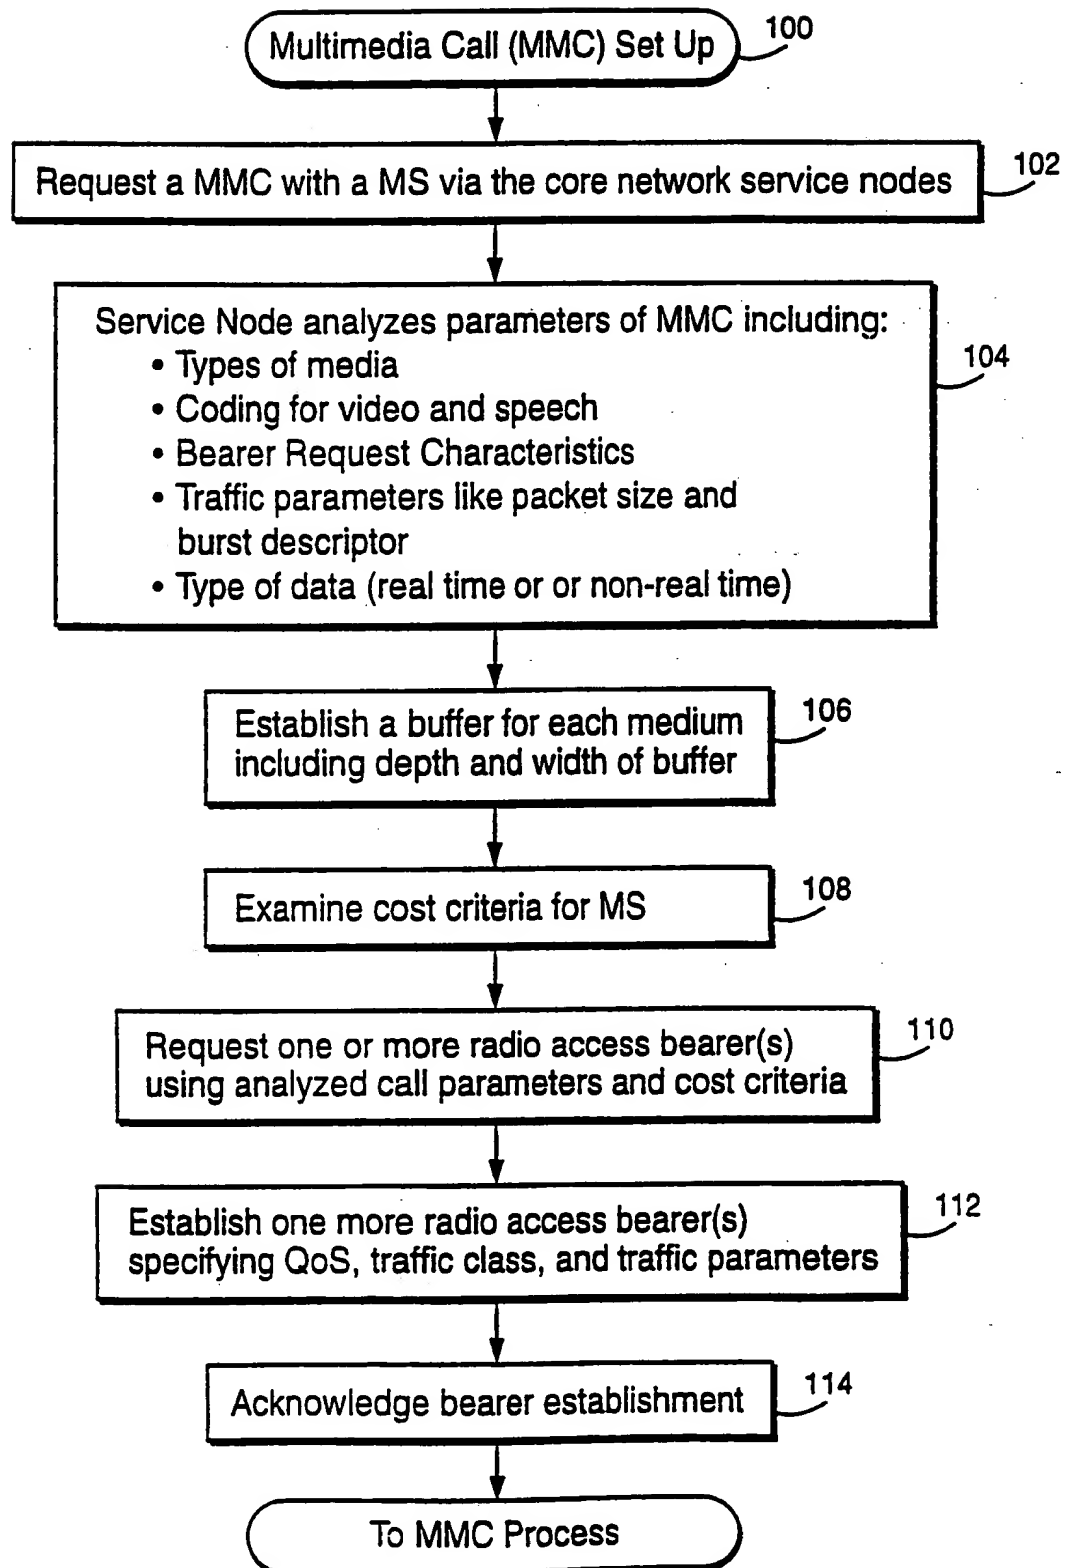 Multimedia Call (MMC) Set Up
100
Request a MMC with a MS via the core network service nodes
102
Service Node analyzes parameters of MMC including:
• Types of media
• Coding for video and speech
• Bearer Request Characteristics
• Traffic parameters like packet size and
burst descriptor
• Type of data (real time or or non-real time)
104
Establish a buffer for each medium
including depth and width of buffer
106
Examine cost criteria for MS
108
Request one or more radio access bearer(s)
using analyzed call parameters and cost criteria
110
Establish one more radio access bearer(s)
specifying QoS, traffic class, and traffic parameters
112
Acknowledge bearer establishment
114
To MMC Process